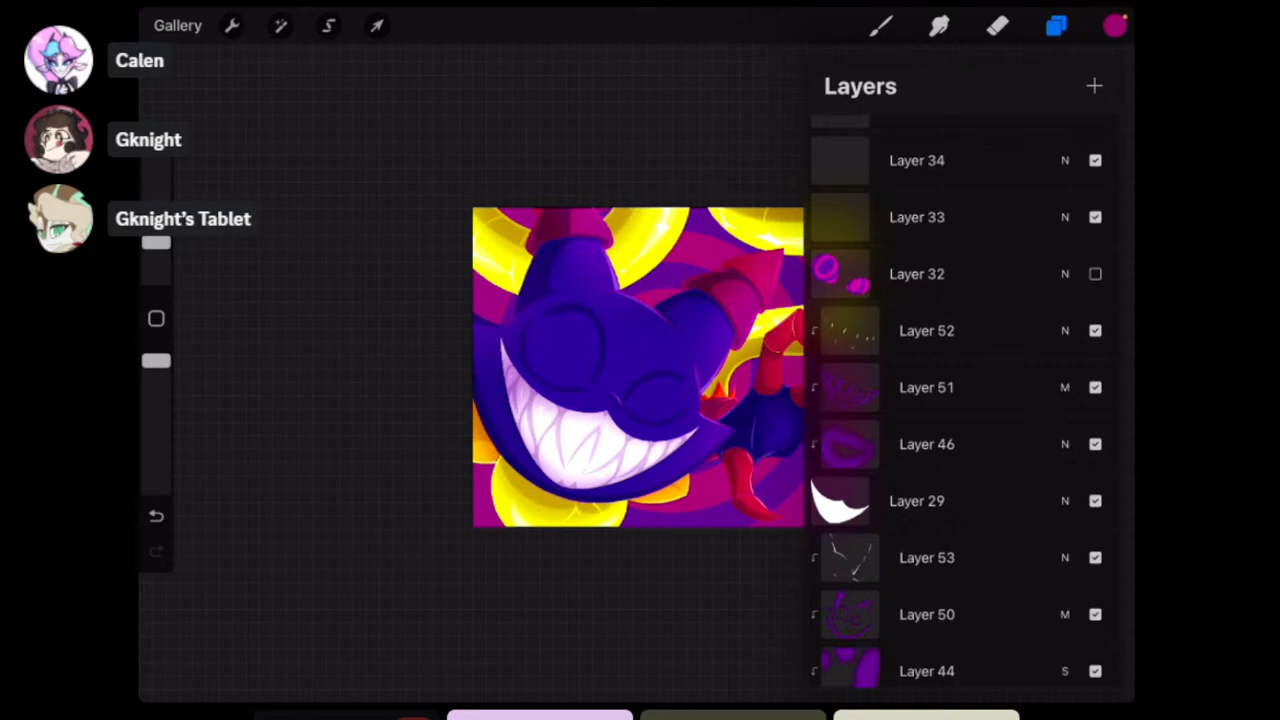 Gallery
Calen
Gknight
Gknight's Tablet
Layers
Layer 34 N
Layer 33 N
Layer 32 N
Layer 52 N
Layer 51 M
Layer 46 N
Layer 29 N
Layer 53 N
Layer 50 M
Layer 44 S